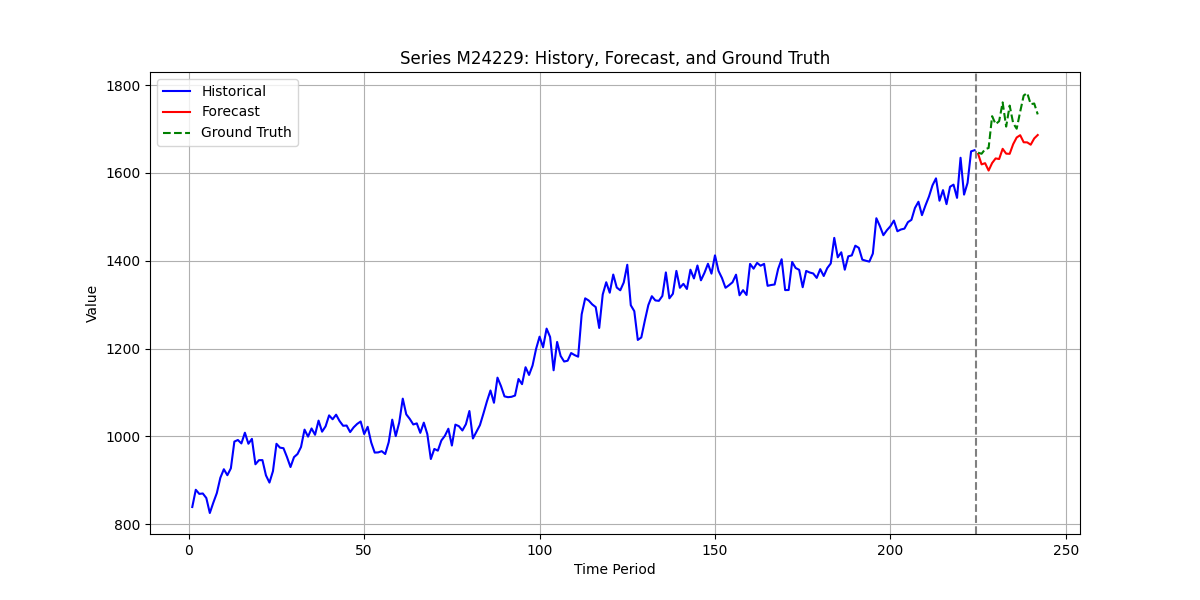 Series M24229: History, Forecast, and Ground Truth
Historical
Forecast
Ground Truth
1800
1600
1400
1200
1000
800
Value
0 50 100 150 200 250
Time Period